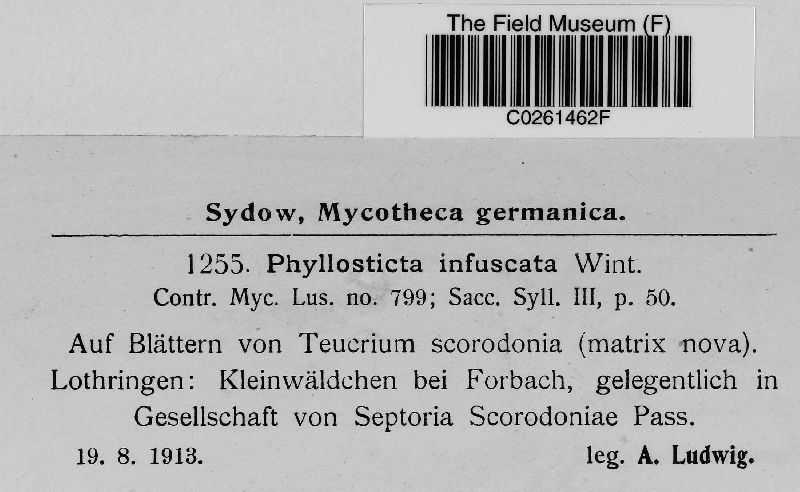 The Field Museum (F)
C0261462F
Sydow, Mycotheca germanica.
1255. Phyllosticta infuscata Wint.
Contr. Myc. Lus. no. 799; Sacc. Syll. III, p. 50.
Auf Blättern von Teucrium scorodonia (matrix nova).
Lothringen: Kleinwäldchen bei Forbach, gelegentlich in
Gesellschaft von Septoria Scorodoniae Pass.
19. 8. 1913. leg. A. Ludwig.